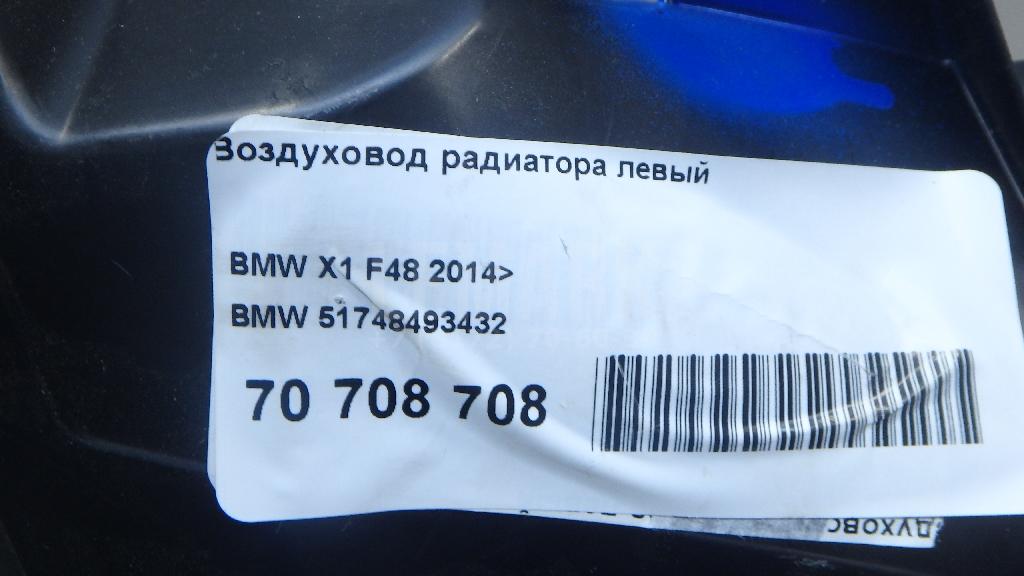 Воздуховод радиатора левый
BMW X1 F48 2014>
BMW 51748493432
70 708 708